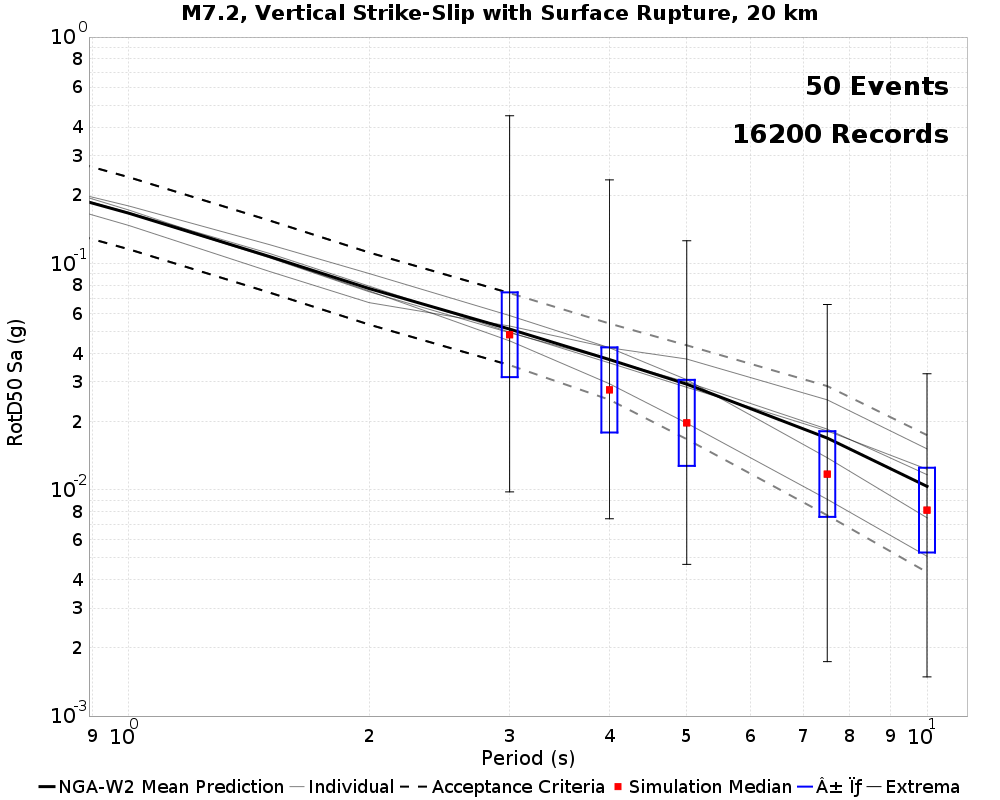 M7.2, Vertical Strike-Slip with Surface Rupture, 20 km
50 Events
16200 Records
RotD50 Sa (g)
10^0
8
6
4
3
2
10^-1
8
6
4
3
2
10^-2
8
6
4
3
2
10^-3
9 10^0 2 3 4 5 6 7 8 9 10^1
Period (s)
NGA-W2 Mean Prediction Individual Acceptance Criteria Simulation Median Â± Ïƒ Extrema